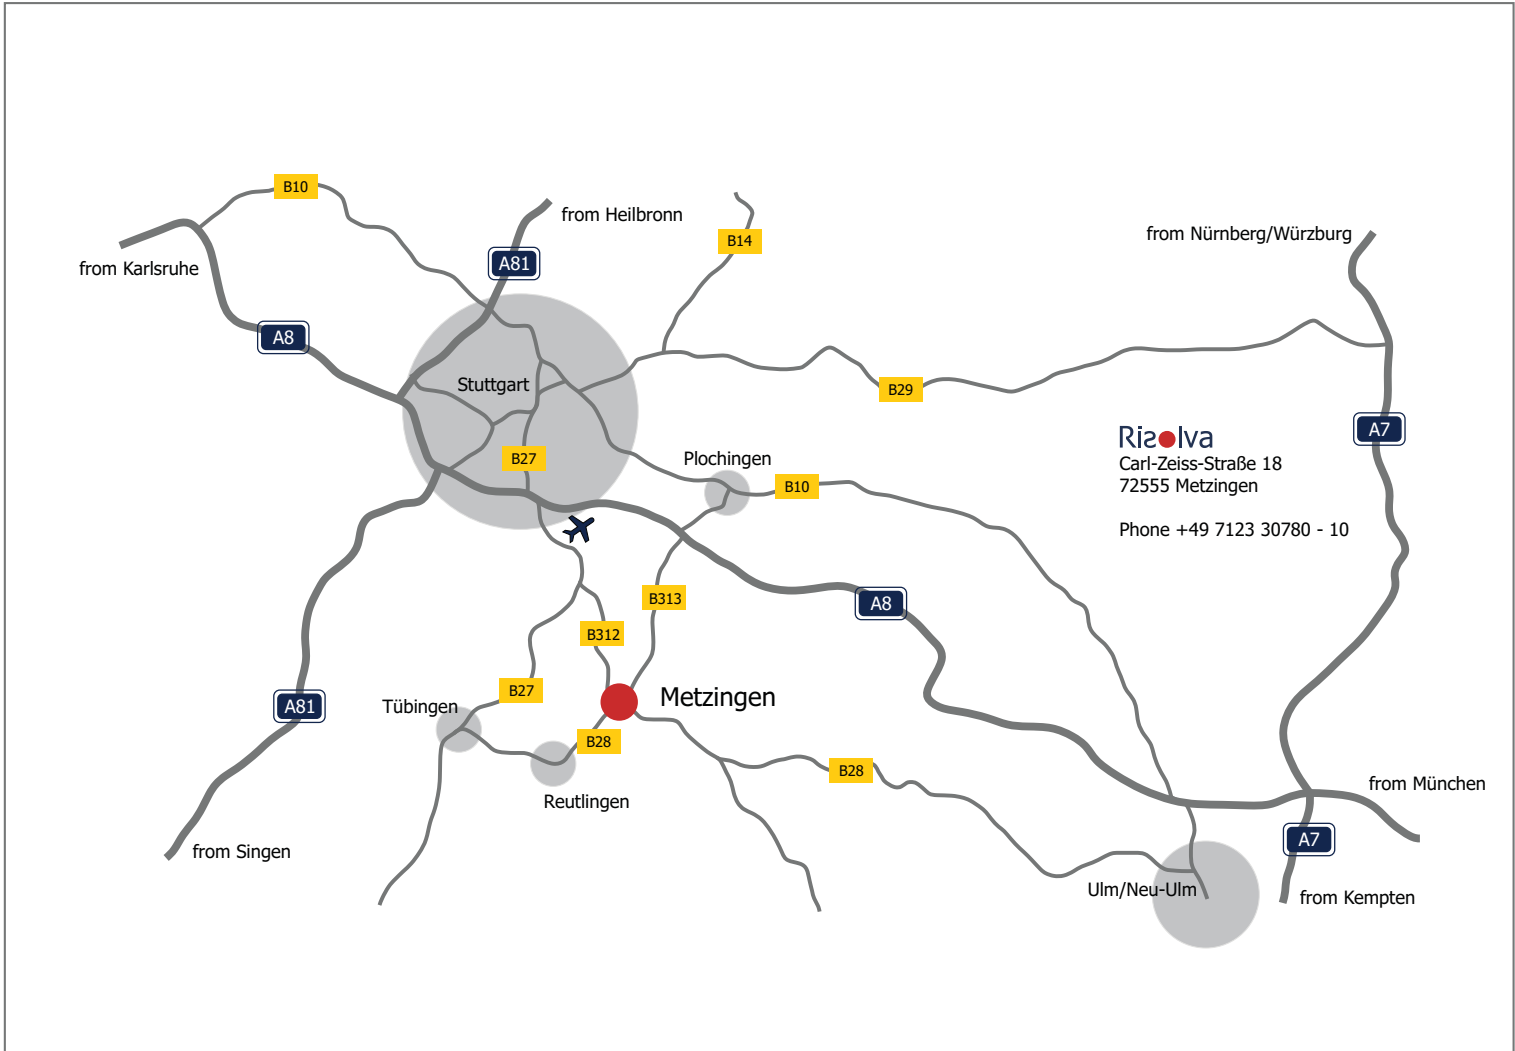 B10
from Heilbronn
B14
from Nürnberg/Würzburg
from Karlsruhe
A81
A8
Stuttgart
B29
A7
Risolva
Carl-Zeiss-Straße 18
72555 Metzingen
Phone +49 7123 30780 - 10
B27
Plochingen
B10
B313
A8
B312
B27
Metzingen
Tübingen
A81
B28
B28
Reutlingen
from München
from Singen
A7
Ulm/Neu-Ulm
from Kempten